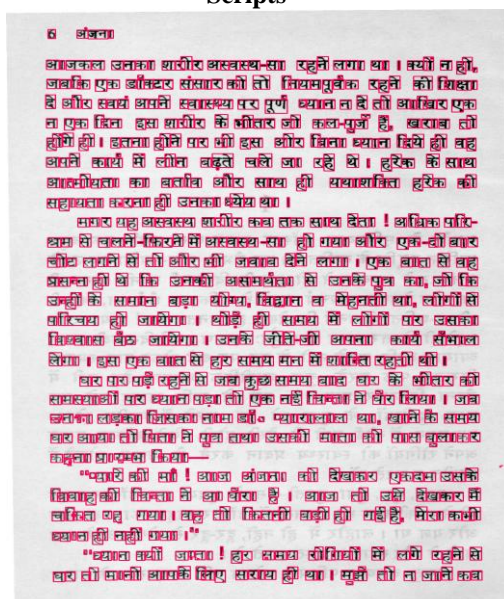 Scripts
6 अंजना
आजकल उनका शरीर अस्वस्थ-सा रहने लगा था । क्यों न हो,
जबकि एक डॉक्टर संसार को तो नियमपूर्वक रहने की शिक्षा
दे और स्वयं अपने स्वास्थ्य पर पूर्ण ध्यान न दे तो आखिर एक
न एक दिन इस शरीर के भीतर जो कल-पुर्जे हैं, खराब तो
होंगे ही । इतना होने पर भी इस ओर बिना ध्यान दिये ही वह
अपने कार्य में लीन बढ़ते चले जा रहे थे । हरेक के साथ
आत्मीयता का बर्ताव और साथ ही यथाशक्ति हरेक की
सहायता करना ही उनका ध्येय था ।
मगर यह अस्वस्थ शरीर कब तक साथ देता ! अधिक परि-
श्रम से चलने-फिरने में अस्वस्थ-सा हो गया और एक-दो बार
चोट लगने से तो और भी जवाब देने लगा । एक बात से वह
प्रसन्न ही थे कि उनकी असमर्थता से उनके पुत्र का, जो कि
उन्हीं के समान बड़ा योग्य, विद्वान व मेहनती था, लोगों से
परिचय हो जायेगा । थोड़े ही समय में लोगों पर उसका
विश्वास बैठ जायेगा । उनके जीते-जी अपना कार्य सँभाल
लेगा । इस एक बात से हर समय मन में शान्ति रहती थी ।
घर पर पड़े रहने से जब कुछ समय बाद घर के भीतर की
समस्याओं पर ध्यान पड़ा तो एक नई चिन्ता ने घेर लिया । जब
उनका लड़का जिसका नाम डॉ॰ प्यारेलाल था, खाने के समय
घर आया तो पिता ने पुत्र तथा उसकी माता को पास बुलाकर
कहना प्रारम्भ किया—
"प्यारे की माँ ! आज अंजना को देखकर एकदम उसके
विवाह की चिन्ता ने आ घेरा है । आज तो उसे देखकर मैं
चकित रह गया । वह तो कितनी बड़ी हो गई है, मेरा कभी
ध्यान ही नहीं गया ।"
"ध्यान क्यों जाता ! हर समय रोगियों में लगे रहने से
घर तो मानो आपके लिए सराय ही था । मुझे तो न जाने कब